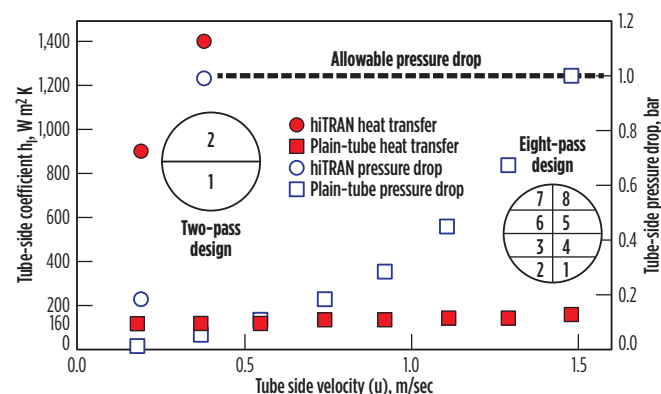 1,400
1,200
1,000
800
600
400
200
160
0
Tube-side coefficient hᵢ, W m² K
1.2
1.0
0.8
0.6
0.4
0.2
0.0
Tube-side pressure drop, bar
Allowable pressure drop
hiTRAN heat transfer
Plain-tube heat transfer
hiTRAN pressure drop
Plain-tube pressure drop
2
1
Two-pass
design
Eight-pass
design
7 8
6 5
3 4
2 1
0.0 0.5 1.0 1.5
Tube side velocity (u), m/sec